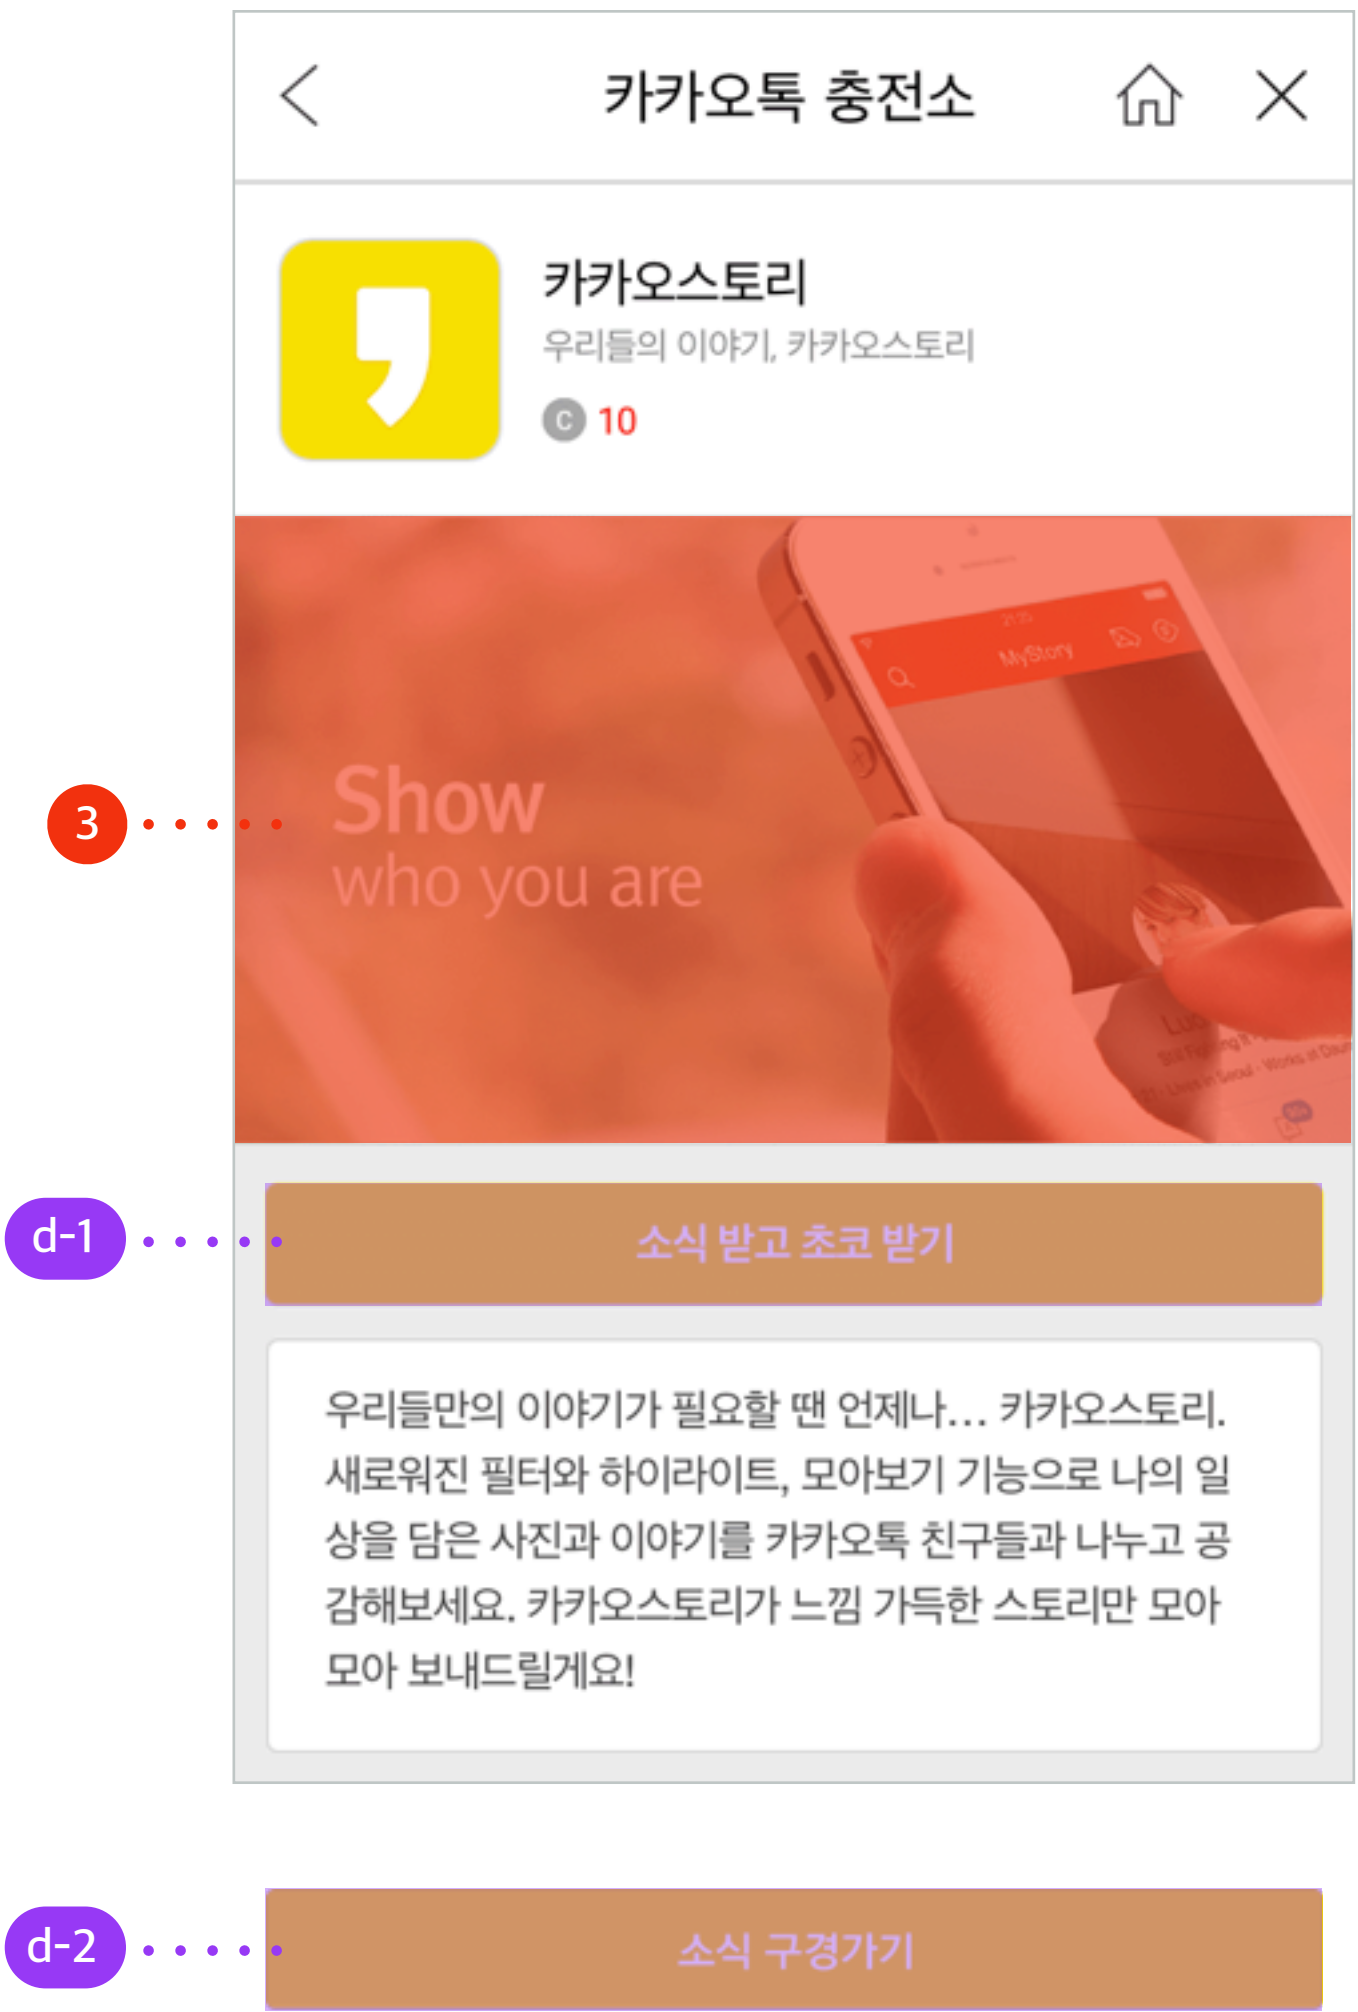 카카오톡 충전소
카카오스토리
우리들의 이야기, 카카오스토리
C 10
21:35
MyStory
3
Show
who you are
d-1
소식 받고 초코 받기
우리들만의 이야기가 필요할 땐 언제나... 카카오스토리.
새로워진 필터와 하이라이트, 모아보기 기능으로 나의 일
상을 담은 사진과 이야기를 카카오톡 친구들과 나누고 공
감해보세요. 카카오스토리가 느낌 가득한 스토리만 모아
모아 보내드릴게요!
d-2
소식 구경가기